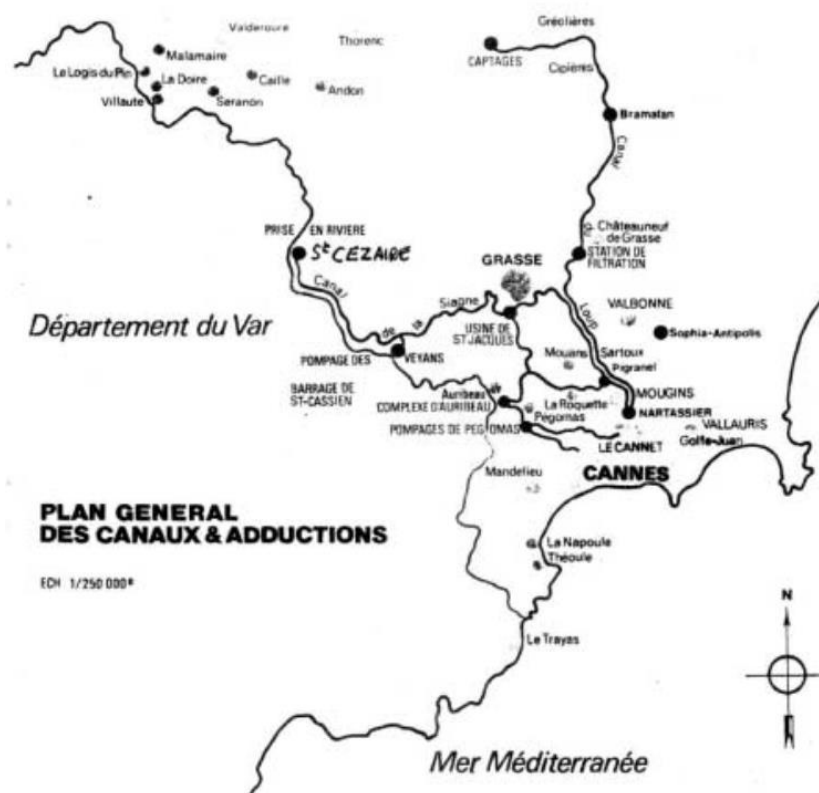 Valderoure
Thorenc
Gréolières
Malamaire
CAPTAGES
Cipières
Le Logis du Pin
La Doire
Caille
Andon
Villaute
Seranon
Bramafan
Canal
du
Loup
Châteauneuf
de Grasse
STATION DE
FILTRATION
PRISE EN RIVIERE
St CEZAIRE
GRASSE
Canal de la Siagne
VALBONNE
Département du Var
USINE DE
ST JACQUES
Sophia-Antipolis
POMPAGE DES VEYANS
Mouans Sartoux
Pigranel
BARRAGE DE
ST-CASSIEN
Auribeau
COMPLEXE D'AURIBEAU
La Roquette
MOUGINS
Pégomas
NARTASSIER
POMPAGES DE PEGOMAS
VALLAURIS
LE CANNET
Golfe-Juan
Mandelieu
CANNES
PLAN GENERAL
DES CANAUX & ADDUCTIONS
La Napoule
Théoule
ECH 1/250 000e
N
Le Trayas
Mer Méditerranée